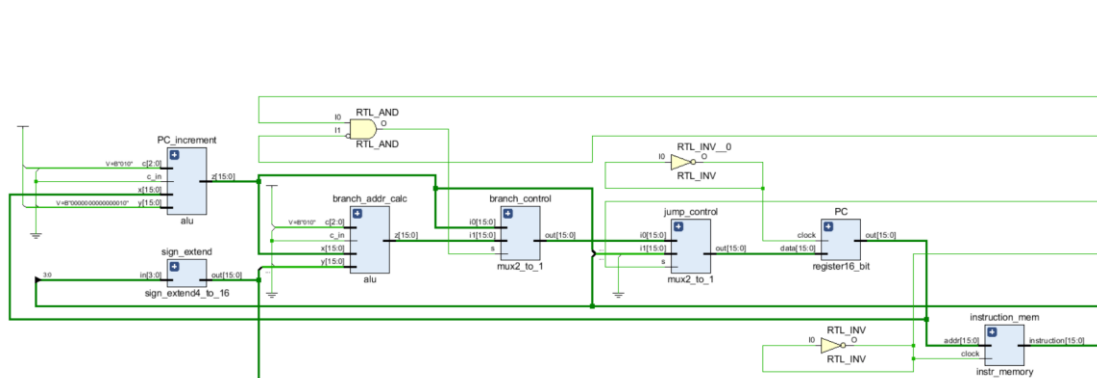 RTL_AND
I0
O
I1
RTL_AND
PC_increment
V=B"010"
c[2:0]
c_in
x[15:0]
V=B"0000000000000010"
y[15:0]
z[15:0]
alu
sign_extend
3:0
in[3:0]
out[15:0]
sign_extend4_to_16
branch_addr_calc
V=B"010"
c[2:0]
c_in
x[15:0]
y[15:0]
z[15:0]
alu
branch_control
i0[15:0]
i1[15:0]
s
out[15:0]
mux2_to_1
RTL_INV__0
I0
O
RTL_INV
jump_control
i0[15:0]
i1[15:0]
s
out[15:0]
mux2_to_1
PC
clock
data[15:0]
out[15:0]
register16_bit
RTL_INV
I0
O
RTL_INV
instruction_mem
addr[15:0]
clock
instruction[15:0]
instr_memory